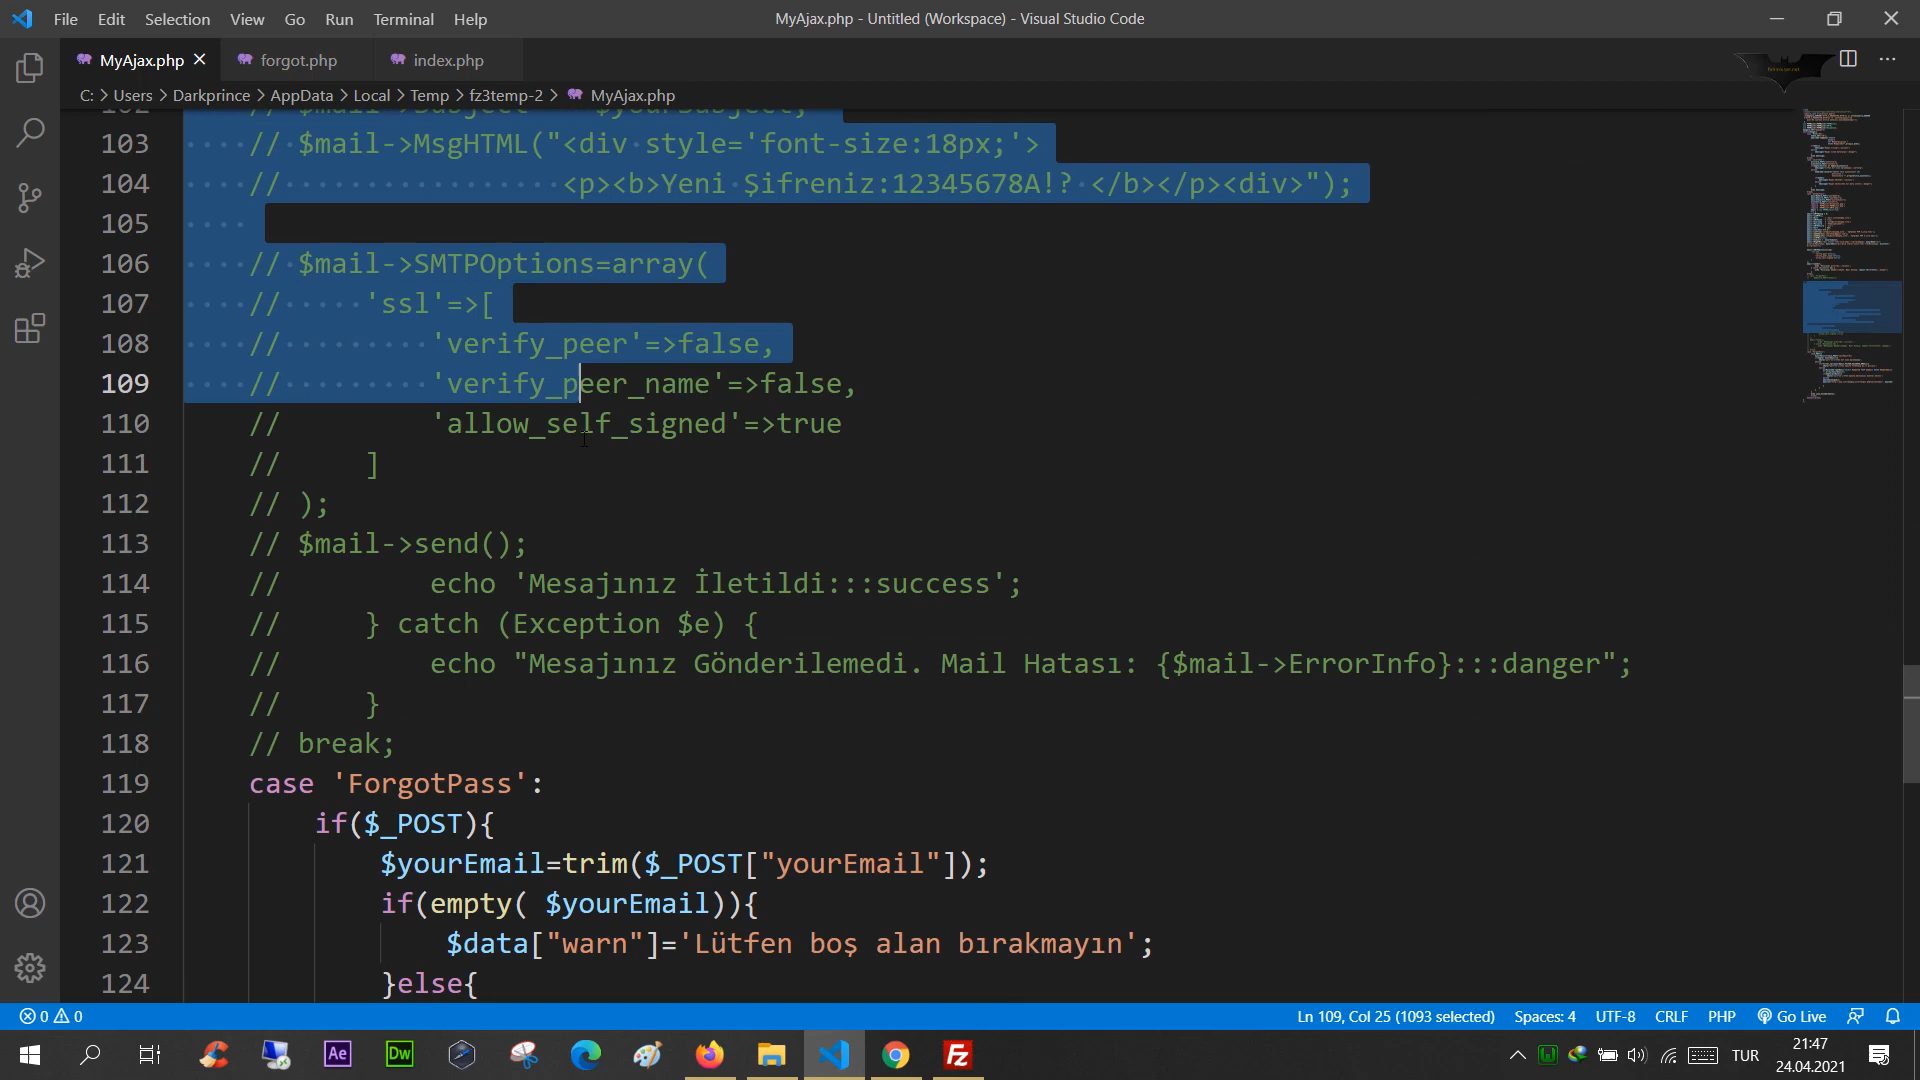 File Edit Selection View Go Run Terminal Help
MyAjax.php - Untitled (Workspace) - Visual Studio Code
MyAjax.php forgot.php index.php
C: > Users > Darkprince > AppData > Local > Temp > fz3temp-2 > MyAjax.php
103 // $mail->MsgHTML("<div style='font-size:18px;'>
104 // <p><b>Yeni Şifreniz:12345678A!? </b></p><div>");
105
106 // $mail->SMTPOptions=array(
107 // 'ssl'=>[
108 // 'verify_peer'=>false,
109 // 'verify_peer_name'=>false,
110 // 'allow_self_signed'=>true
111 // ]
112 // );
113 // $mail->send();
114 // echo 'Mesajınız İletildi:::success';
115 // } catch (Exception $e) {
116 // echo "Mesajınız Gönderilemedi. Mail Hatası: {$mail->ErrorInfo}:::danger";
117 // }
118 // break;
119 case 'ForgotPass':
120 if($_POST){
121 $yourEmail=trim($_POST["yourEmail"]);
122 if(empty( $yourEmail)){
123 $data["warn"]='Lütfen boş alan bırakmayın';
124 }else{
0 0
Ln 109, Col 25 (1093 selected) Spaces: 4 UTF-8 CRLF PHP Go Live
Ae Dw Fz
TUR
21:47
24.04.2021